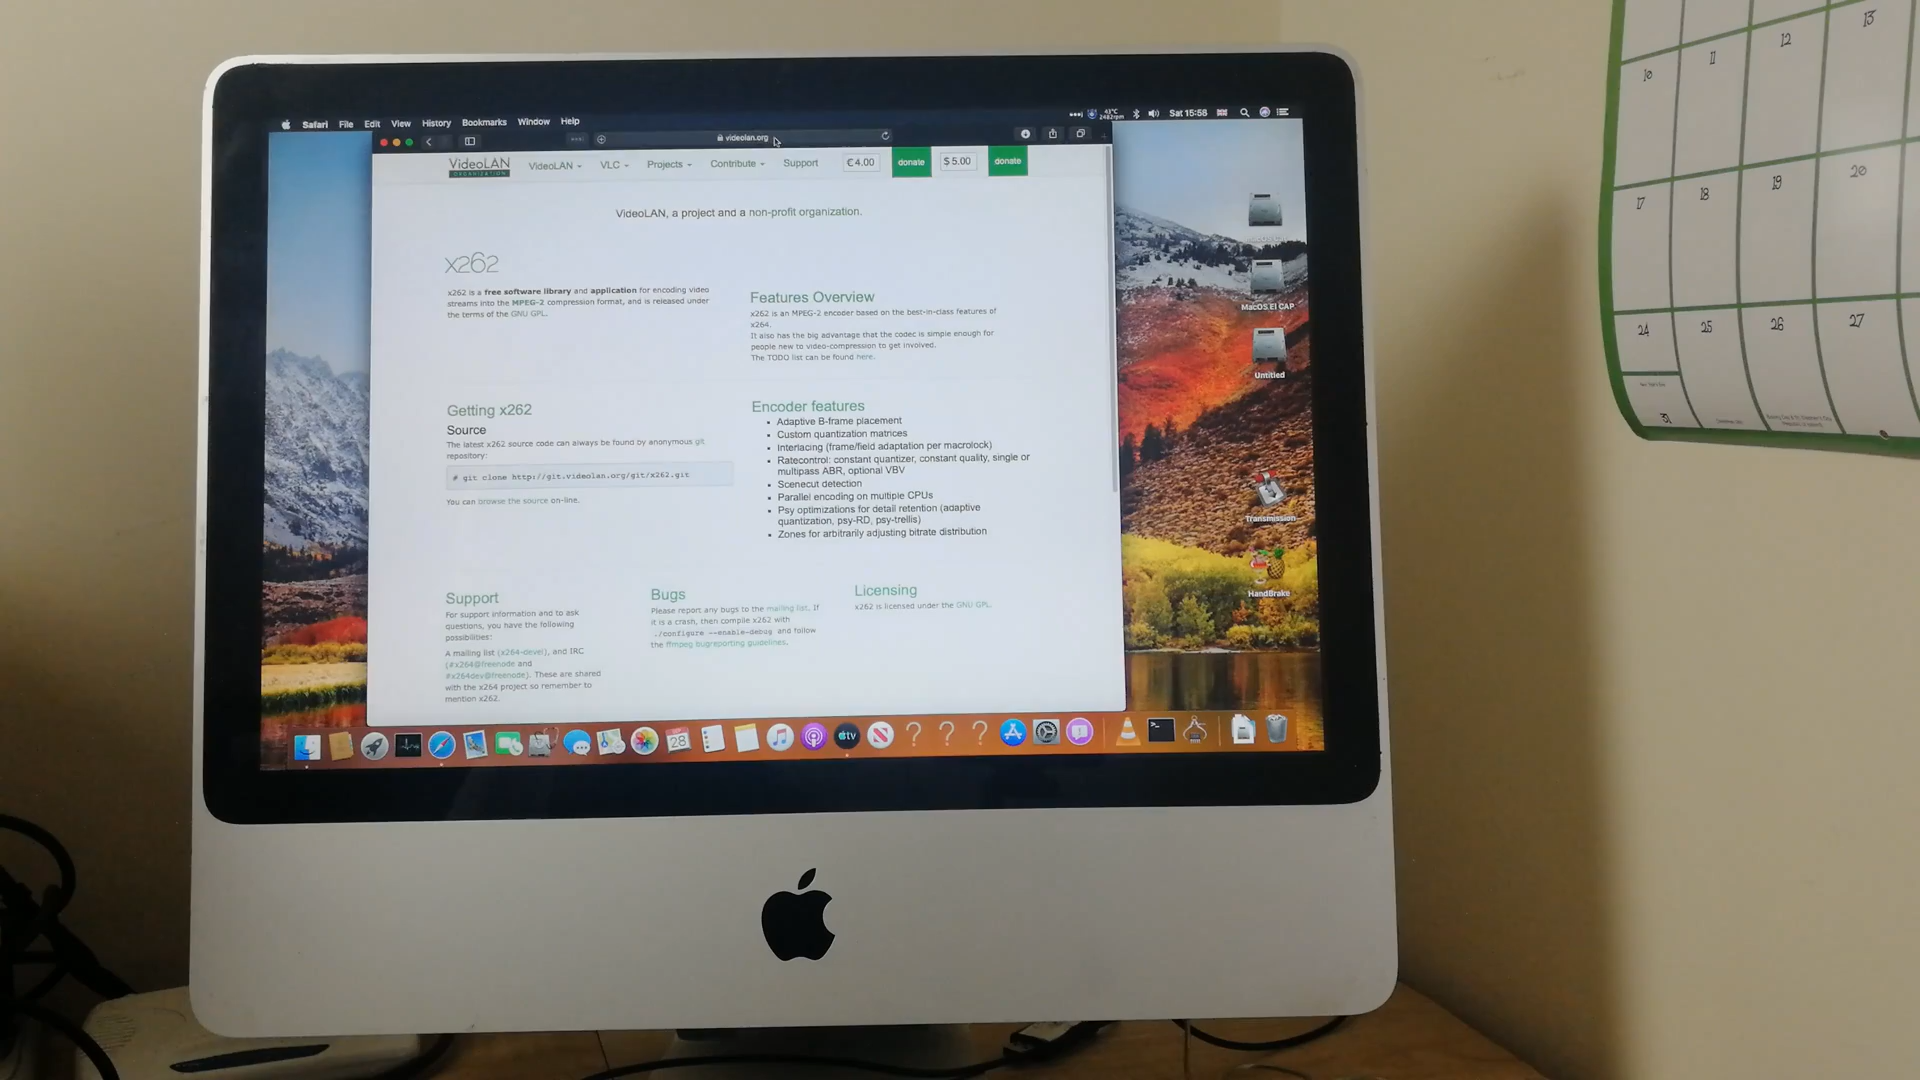 Safari File Edit View History Bookmarks Window Help
43°C
2482rpm
Sat 15:58
videolan.org
VideoLAN
ORGANIZATION
VideoLAN VLC Projects Contribute Support € 4.00 donate $ 5.00 donate
VideoLAN, a project and a non-profit organization.
x262
x262 is a free software library and application for encoding video
streams into the MPEG-2 compression format, and is released under
the terms of the GNU GPL.
Features Overview
x262 is an MPEG-2 encoder based on the best-in-class features of
x264.
It also has the big advantage that the codec is simple enough for
people new to video-compression to get involved.
The TODO list can be found here.
Getting x262
Source
The latest x262 source code can always be found by anonymous git
repository:
# git clone http://git.videolan.org/git/x262.git
You can browse the source on-line.
Encoder features
Adaptive B-frame placement
Custom quantization matrices
Interlacing (frame/field adaptation per macrolock)
Ratecontrol: constant quantizer, constant quality, single or
multipass ABR, optional VBV
Scenecut detection
Parallel encoding on multiple CPUs
Psy optimizations for detail retention (adaptive
quantization, psy-RD, psy-trellis)
Zones for arbitrarily adjusting bitrate distribution
Support
For support information and to ask
questions, you have the following
possibilities:
A mailing list (x264-devel), and IRC
(#x264@freenode and
#x264dev@freenode). These are shared
with the x264 project so remember to
mention x262.
Bugs
Please report any bugs to the mailing list. If
it is a crash, then compile x262 with
./configure --enable-debug and follow
the ffmpeg bugreporting guidelines.
Licensing
x262 is licensed under the GNU GPL.
MacOS El CAP
Untitled
Transmission
HandBrake
28
tv
10 11 12 13
17 18 19 20
24 25 26 27
31